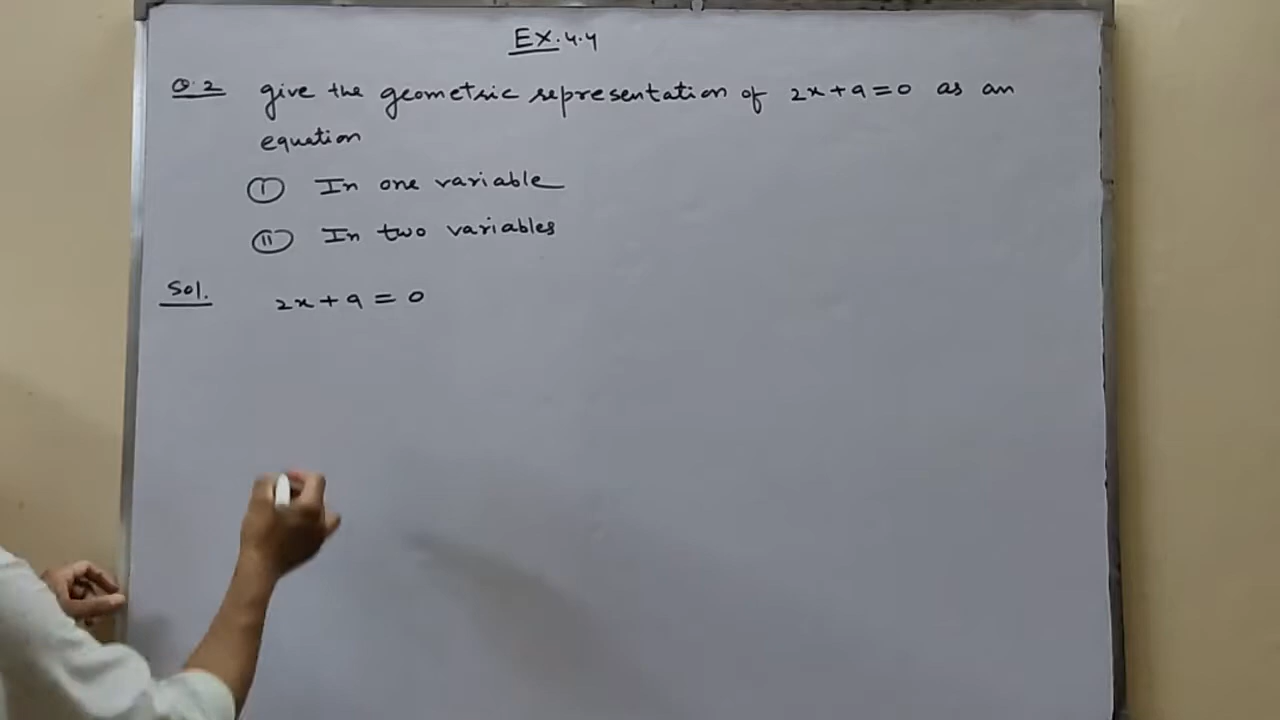 EX.4.4
Q.2 give the geometric representation of 2x+9=0 as an
equation
(i) In one variable
(ii) In two variables
Sol. 2x+9=0